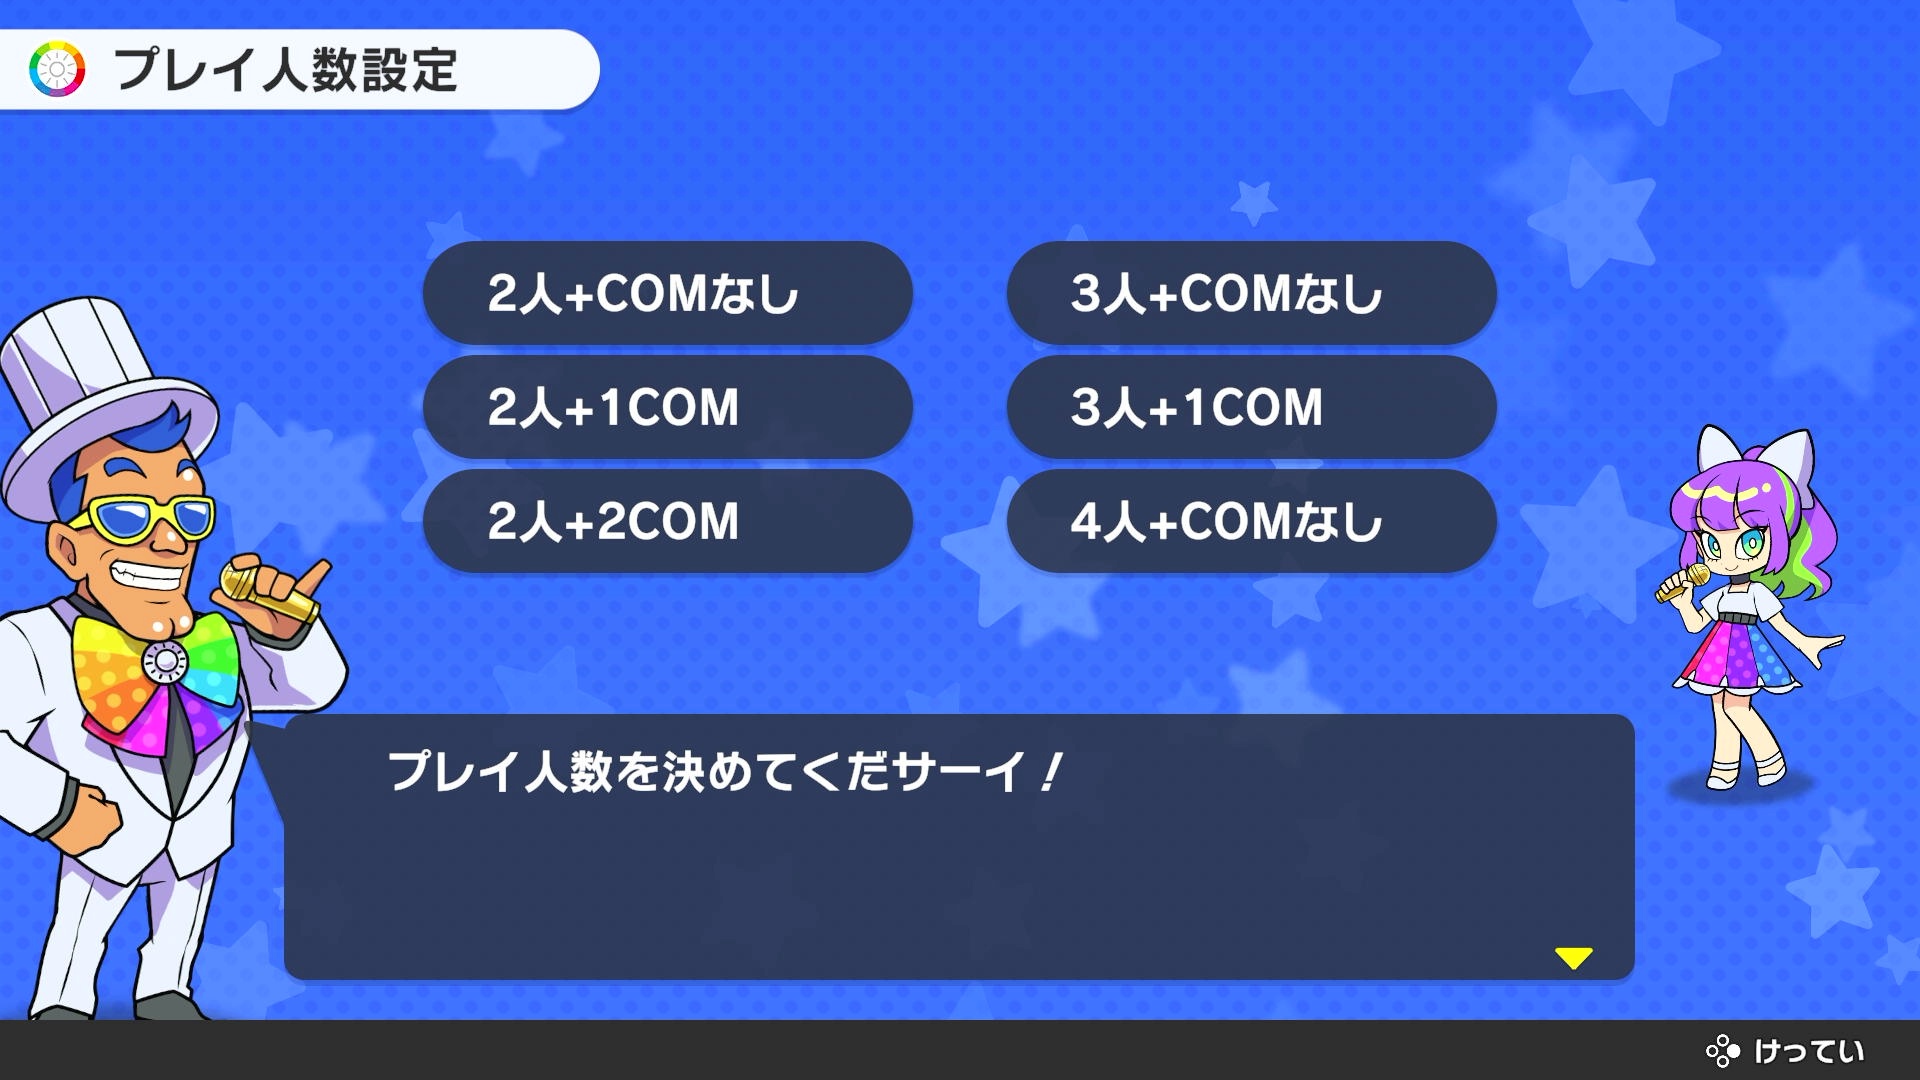 プレイ人数設定
2人+COMなし
3人+COMなし
2人+1COM
3人+1COM
2人+2COM
4人+COMなし
プレイ人数を決めてくだサーイ！
けってい